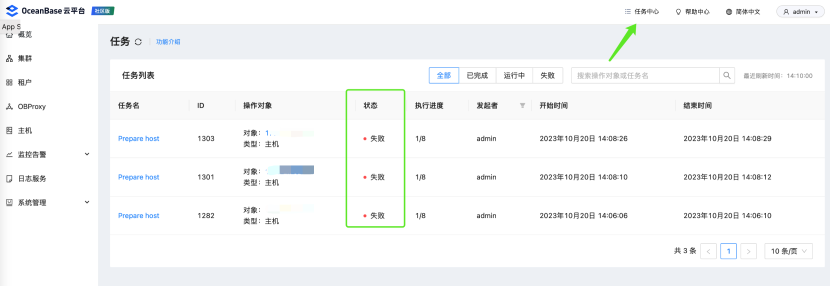 OceanBase 云平台 社区版
任务中心 帮助中心 简体中文 admin
App S
概览
集群
租户
OBProxy
主机
监控告警
日志服务
系统管理
任务 功能介绍
任务列表 全部 已完成 运行中 失败 搜索操作对象或任务名 最近刷新时间：14:10:00
任务名 ID 操作对象 状态 执行进度 发起者 开始时间 结束时间
Prepare host 1303 对象：1. 类型：主机 失败 1/8 admin 2023年10月20日 14:08:26 2023年10月20日 14:08:29
Prepare host 1301 对象： 类型：主机 失败 1/8 admin 2023年10月20日 14:08:10 2023年10月20日 14:08:12
Prepare host 1282 对象： 类型：主机 失败 1/8 admin 2023年10月20日 14:06:06 2023年10月20日 14:06:10
共 3 条 < 1 > 10 条/页